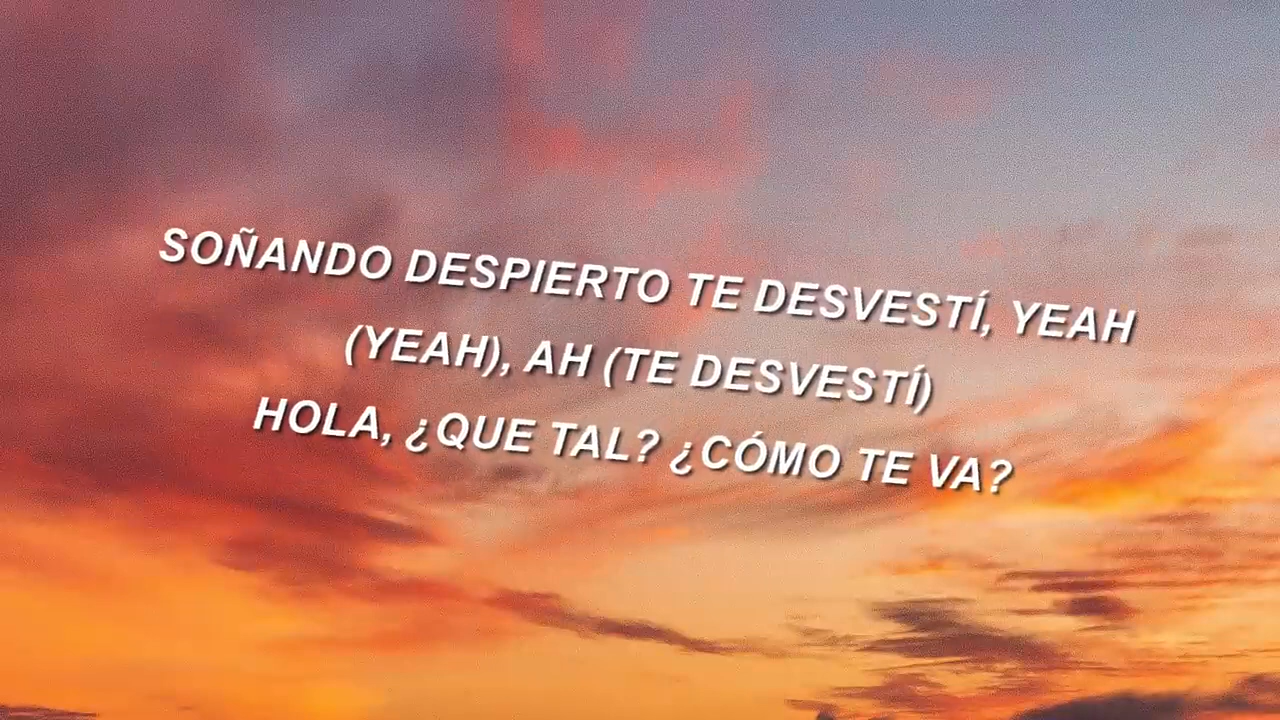 SOÑANDO DESPIERTO TE DESVESTÍ, YEAH
(YEAH), AH (TE DESVESTÍ)
HOLA, ¿QUE TAL? ¿CÓMO TE VA?